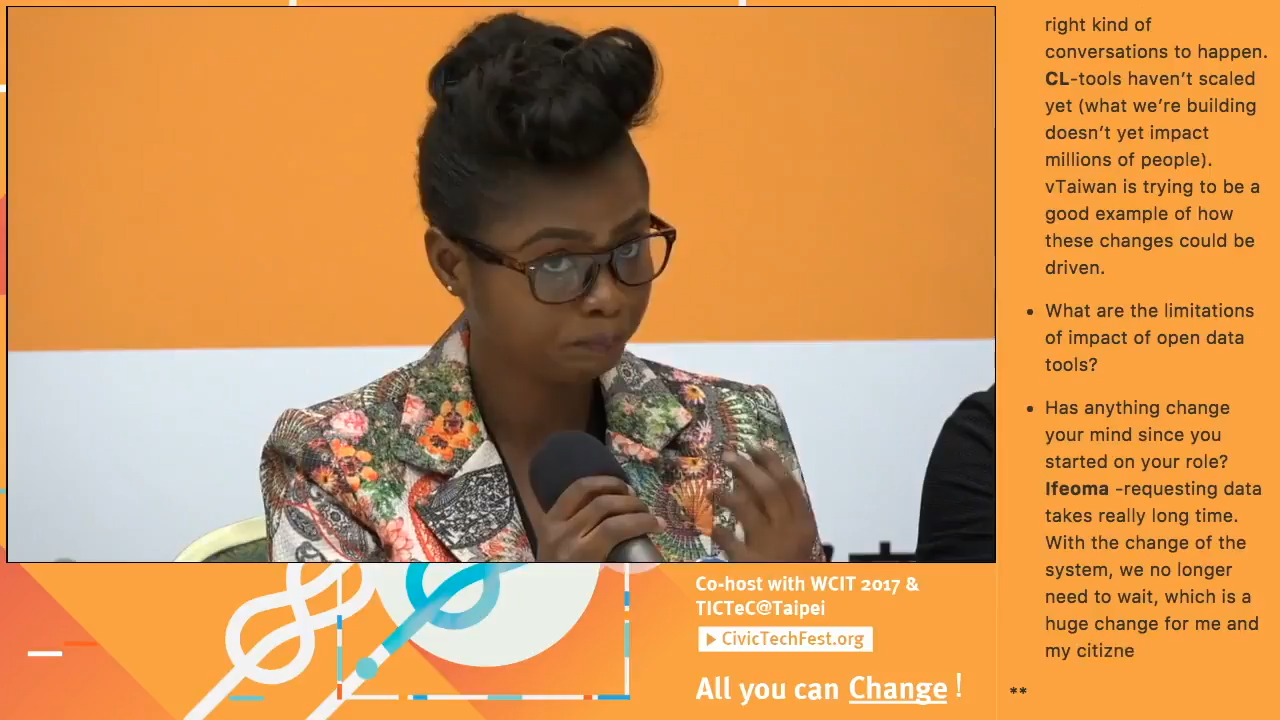 right kind of
conversations to happen.
CL-tools haven’t scaled
yet (what we’re building
doesn’t yet impact
millions of people).
vTaiwan is trying to be a
good example of how
these changes could be
driven.
• What are the limitations
of impact of open data
tools?
• Has anything change
your mind since you
started on your role?
Ifeoma -requesting data
takes really long time.
With the change of the
system, we no longer
need to wait, which is a
huge change for me and
my citizne
**
Co-host with WCIT 2017 &
TICTeC@Taipei
CivicTechFest.org
All you can Change !